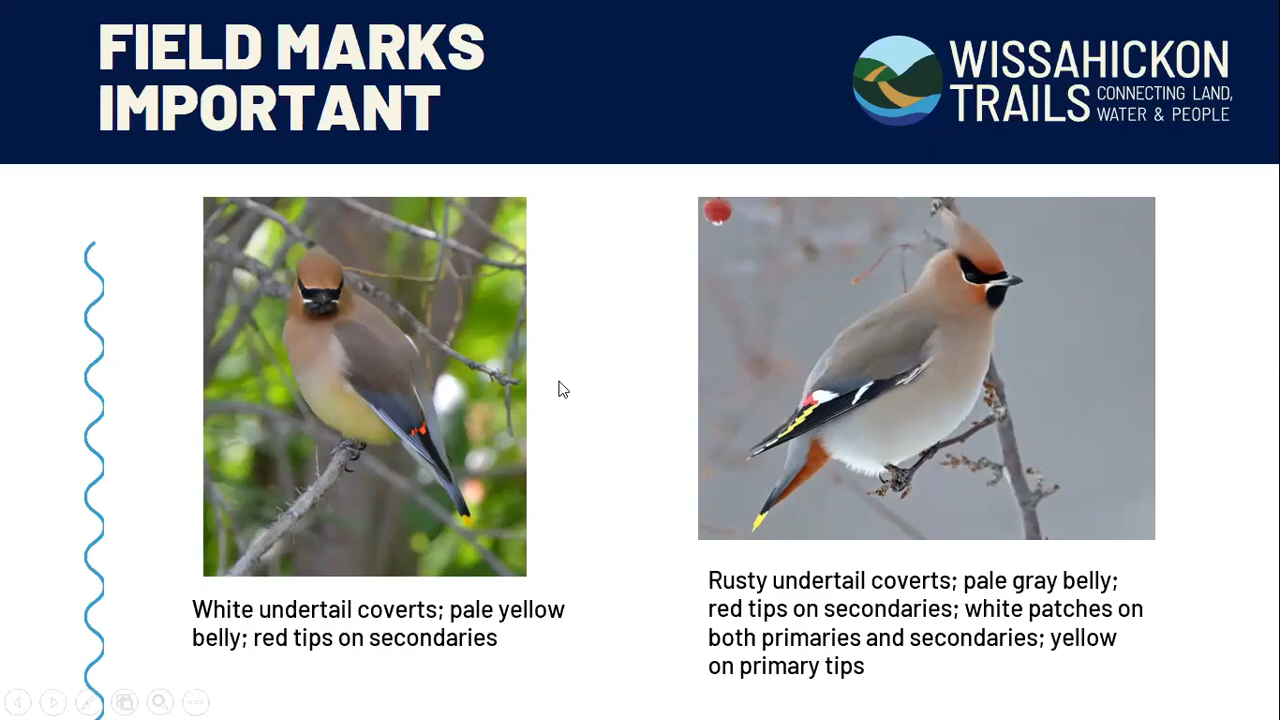 FIELD MARKS
IMPORTANT
WISSAHICKON
TRAILS CONNECTING LAND,
WATER & PEOPLE
White undertail coverts; pale yellow
belly; red tips on secondaries
Rusty undertail coverts; pale gray belly;
red tips on secondaries; white patches on
both primaries and secondaries; yellow
on primary tips